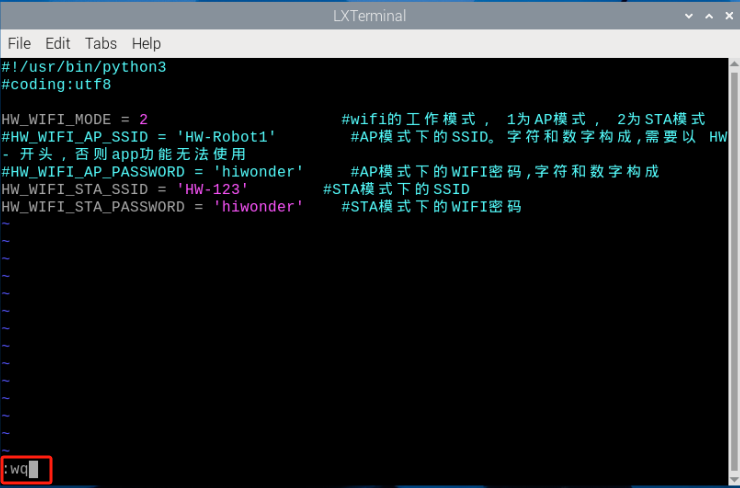 LXTerminal
File Edit Tabs Help
#!/usr/bin/python3
#coding:utf8
HW_WIFI_MODE = 2 #wifi的工作模式， 1为AP模式， 2为STA模式
#HW_WIFI_AP_SSID = 'HW-Robot1' #AP模式下的SSID。字符和数字构成,需要以 HW
- 开头，否则app功能无法使用
#HW_WIFI_AP_PASSWORD = 'hiwonder' #AP模式下的WIFI密码,字符和数字构成
HW_WIFI_STA_SSID = 'HW-123' #STA模式下的SSID
HW_WIFI_STA_PASSWORD = 'hiwonder' #STA模式下的WIFI密码
~
~
~
~
~
~
~
~
~
~
~
~
~
~
:wq